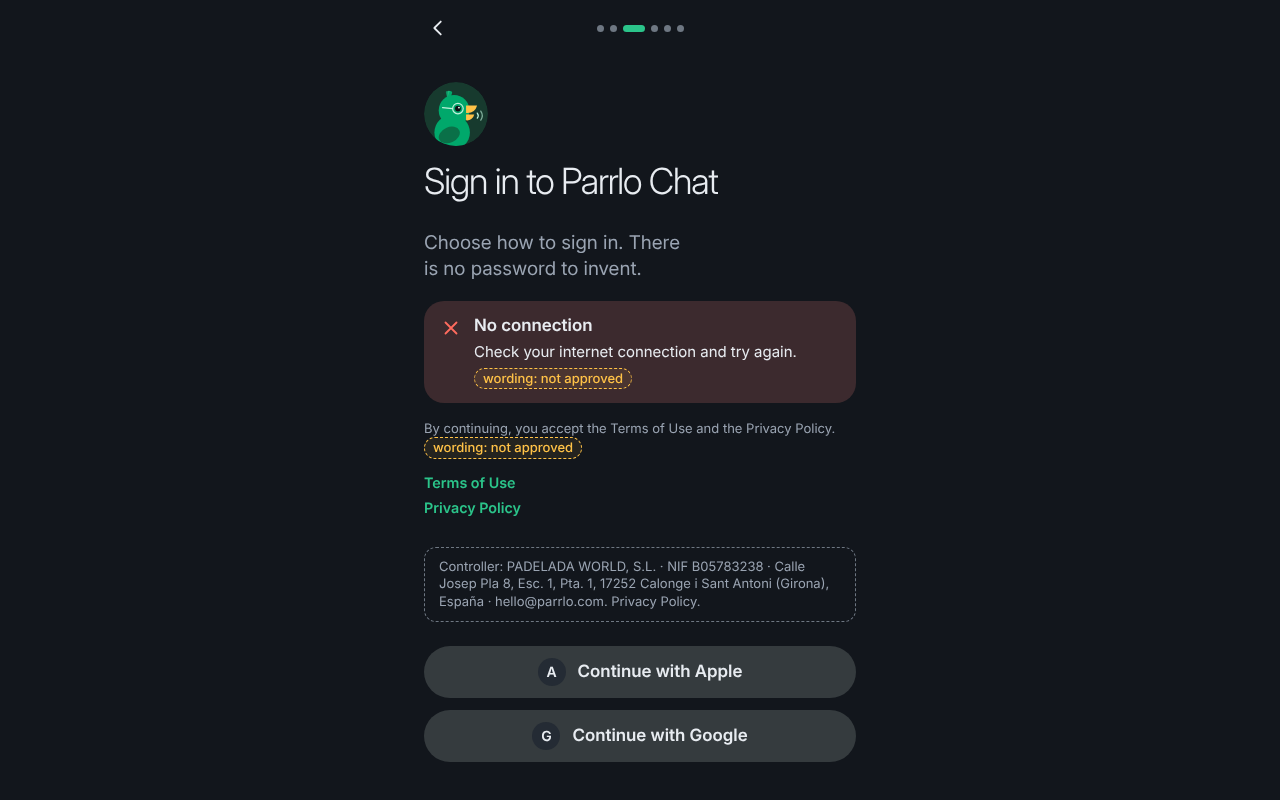 Sign in to Parrlo Chat
Choose how to sign in. There
is no password to invent.
No connection
Check your internet connection and try again.
wording: not approved
By continuing, you accept the Terms of Use and the Privacy Policy.
wording: not approved
Terms of Use
Privacy Policy
Controller: PADELADA WORLD, S.L. · NIF B05783238 · Calle
Josep Pla 8, Esc. 1, Pta. 1, 17252 Calonge i Sant Antoni (Girona),
España · hello@parrlo.com. Privacy Policy.
A Continue with Apple
G Continue with Google